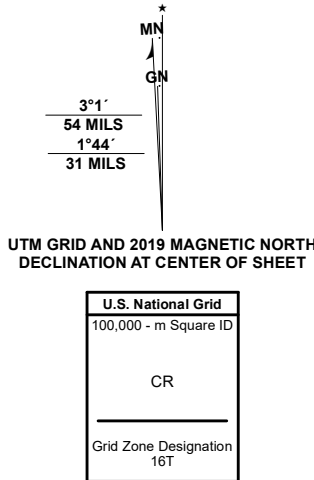 ★
MN
GN
3°1´
54 MILS
1°44´
31 MILS
UTM GRID AND 2019 MAGNETIC NORTH
DECLINATION AT CENTER OF SHEET
U.S. National Grid
100,000 - m Square ID
CR
Grid Zone Designation
16T